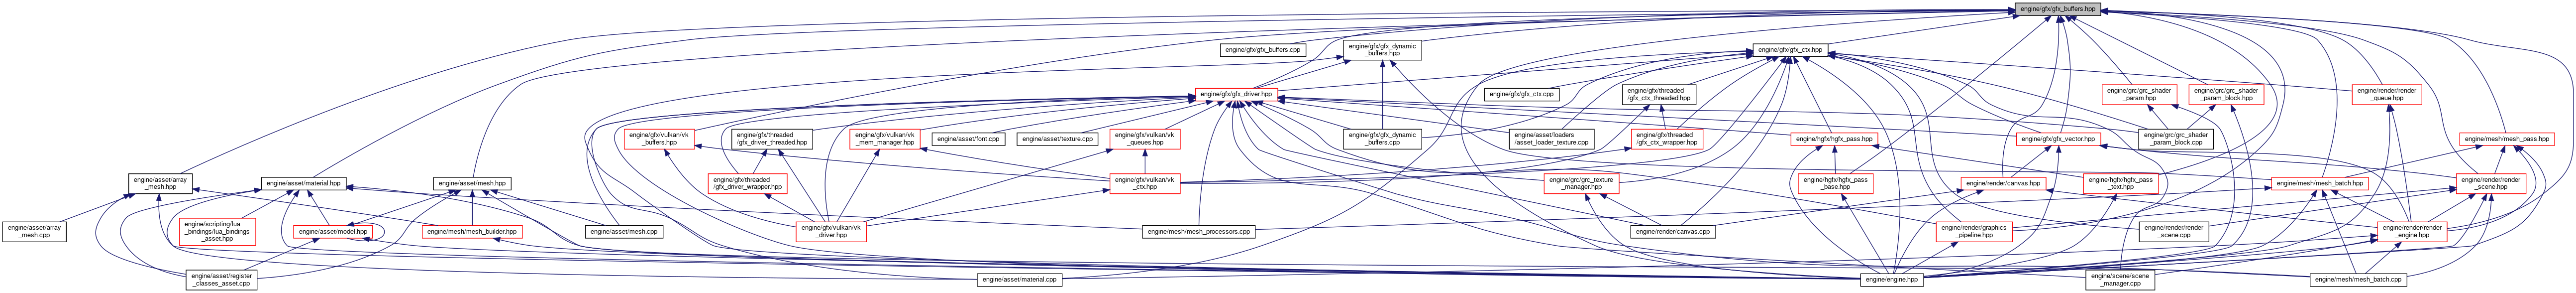 engine/gfx/gfx_buffers.hpp
engine/gfx/gfx_buffers.cpp
engine/gfx/gfx_dynamic
_buffers.hpp
engine/gfx/gfx_ctx.hpp
engine/gfx/gfx_driver.hpp
engine/gfx/gfx_ctx.cpp
engine/gfx/threaded
/gfx_ctx_threaded.hpp
engine/grc/grc_shader
_param.hpp
engine/grc/grc_shader
_param_block.hpp
engine/render/render
_queue.hpp
engine/gfx/vulkan/vk
_buffers.hpp
engine/gfx/threaded
/gfx_driver_threaded.hpp
engine/gfx/vulkan/vk
_mem_manager.hpp
engine/asset/font.cpp
engine/asset/texture.cpp
engine/gfx/vulkan/vk
_queues.hpp
engine/gfx/gfx_dynamic
_buffers.cpp
engine/asset/loaders
/asset_loader_texture.cpp
engine/gfx/threaded
/gfx_ctx_wrapper.hpp
engine/hgfx/hgfx_pass.hpp
engine/gfx/gfx_vector.hpp
engine/grc/grc_shader
_param_block.cpp
engine/mesh/mesh_pass.hpp
engine/asset/array
_mesh.hpp
engine/asset/material.hpp
engine/asset/mesh.hpp
engine/gfx/threaded
/gfx_driver_wrapper.hpp
engine/gfx/vulkan/vk
_ctx.hpp
engine/grc/grc_texture
_manager.hpp
engine/hgfx/hgfx_pass
_base.hpp
engine/render/canvas.hpp
engine/hgfx/hgfx_pass
_text.hpp
engine/mesh/mesh_batch.hpp
engine/render/render
_scene.hpp
engine/asset/array
_mesh.cpp
engine/scripting/lua
_bindings/lua_bindings
_asset.hpp
engine/asset/model.hpp
engine/mesh/mesh_builder.hpp
engine/asset/mesh.cpp
engine/gfx/vulkan/vk
_driver.hpp
engine/mesh/mesh_processors.cpp
engine/render/canvas.cpp
engine/render/graphics
_pipeline.hpp
engine/render/render
_scene.cpp
engine/render/render
_engine.hpp
engine/asset/register
_classes_asset.cpp
engine/asset/material.cpp
engine/engine.hpp
engine/scene/scene
_manager.cpp
engine/mesh/mesh_batch.cpp